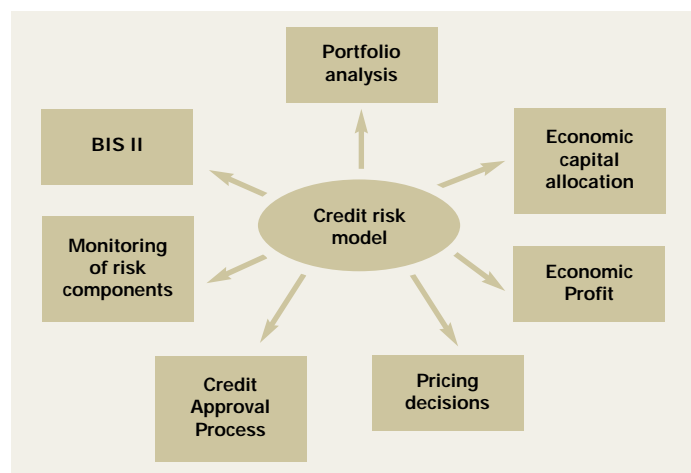 Portfolio
analysis
BIS II
Economic
capital
allocation
Credit risk
model
Monitoring
of risk
components
Economic
Profit
Credit
Approval
Process
Pricing
decisions